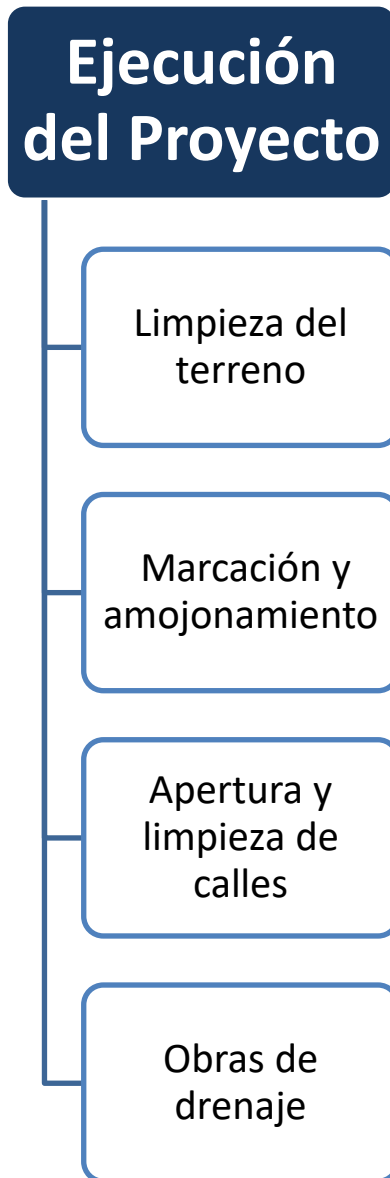 Ejecución
del Proyecto
Limpieza del
terreno
Marcación y
amojonamiento
Apertura y
limpieza de
calles
Obras de
drenaje